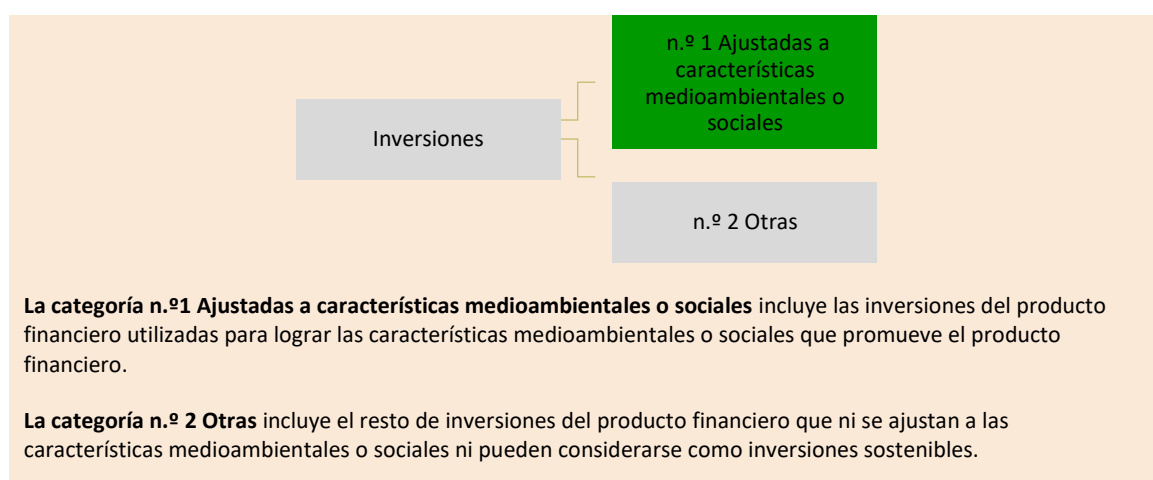 n.º 1 Ajustadas a
características
medioambientales o
sociales
Inversiones
n.º 2 Otras
La categoría n.º1 Ajustadas a características medioambientales o sociales incluye las inversiones del producto
financiero utilizadas para lograr las características medioambientales o sociales que promueve el producto
financiero.
La categoría n.º 2 Otras incluye el resto de inversiones del producto financiero que ni se ajustan a las
características medioambientales o sociales ni pueden considerarse como inversiones sostenibles.